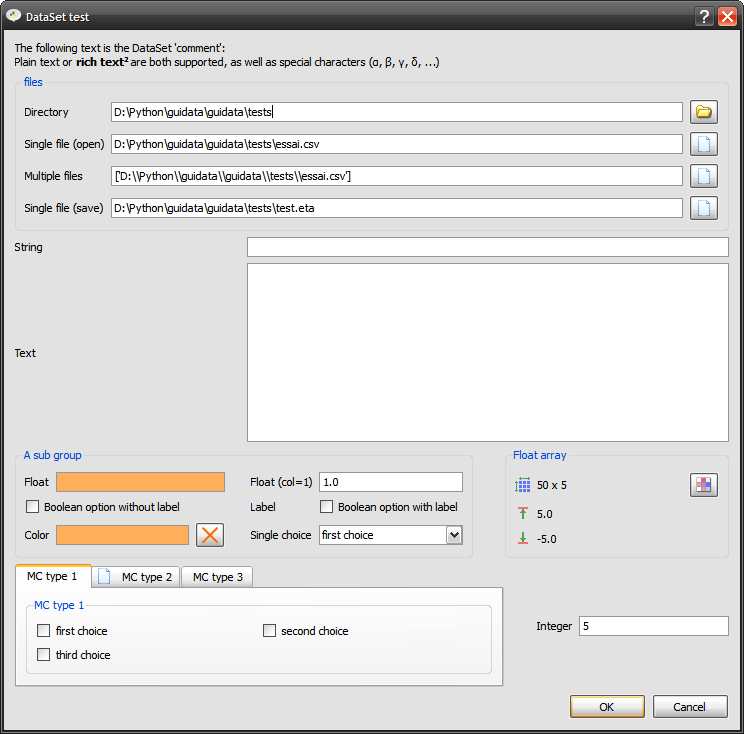 DataSet test
The following text is the DataSet 'comment':
Plain text or rich text² are both supported, as well as special characters (α, β, γ, δ, ...)
files
Directory D:\Python\guidata\guidata\tests
Single file (open) D:\Python\guidata\guidata\tests\essai.csv
Multiple files ['D:\\Python\\guidata\\guidata\\tests\\essai.csv']
Single file (save) D:\Python\guidata\guidata\tests\test.eta
String
Text
A sub group Float array
Float Float (col=1) 1.0 50 x 5
Boolean option without label Label Boolean option with label 5.0
Color Single choice first choice -5.0
MC type 1 MC type 2 MC type 3
MC type 1
first choice second choice Integer 5
third choice
OK Cancel